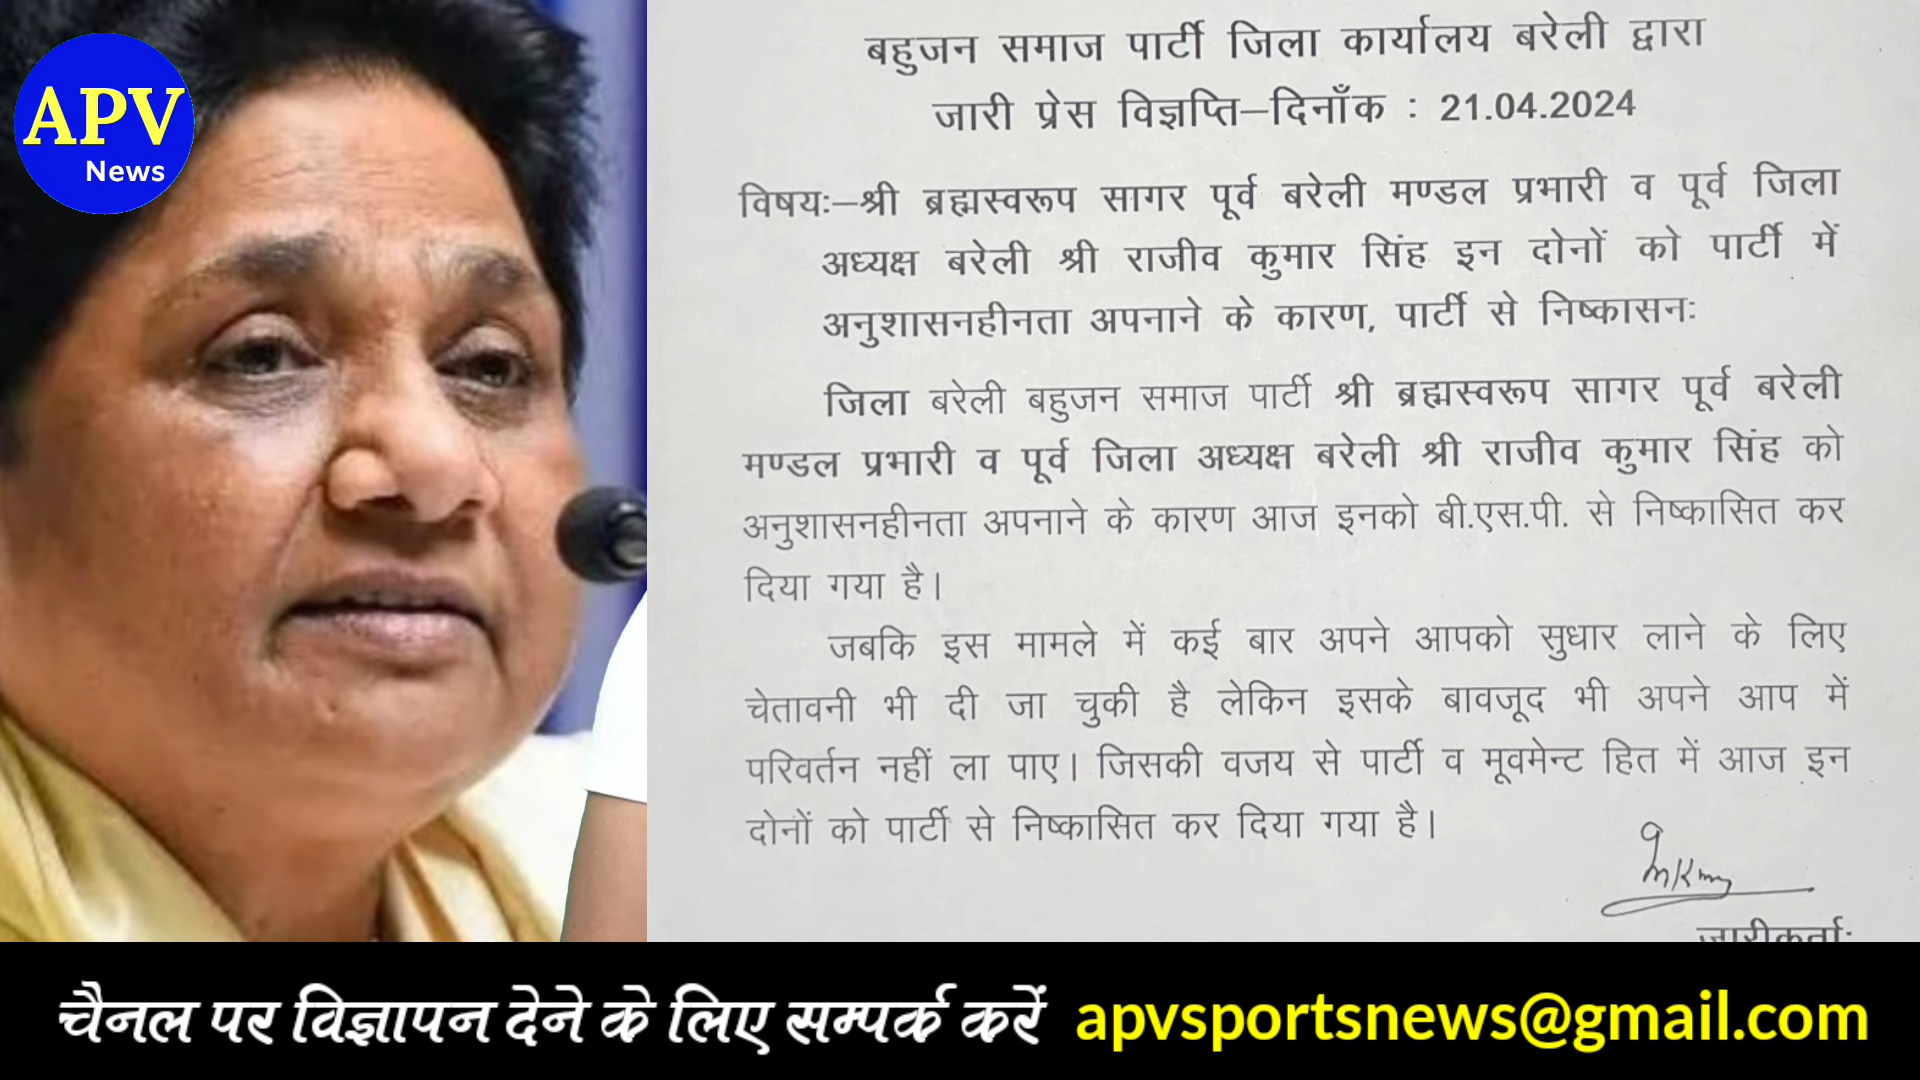 APV
News
बहुजन समाज पार्टी जिला कार्यालय बरेली द्वारा
जारी प्रेस विज्ञप्ति–दिनाँक : 21.04.2024
विषयः–श्री ब्रह्मस्वरूप सागर पूर्व बरेली मण्डल प्रभारी व पूर्व जिला
अध्यक्ष बरेली श्री राजीव कुमार सिंह इन दोनों को पार्टी में
अनुशासनहीनता अपनाने के कारण, पार्टी से निष्कासनः
जिला बरेली बहुजन समाज पार्टी श्री ब्रह्मस्वरूप सागर पूर्व बरेली
मण्डल प्रभारी व पूर्व जिला अध्यक्ष बरेली श्री राजीव कुमार सिंह को
अनुशासनहीनता अपनाने के कारण आज इनको बी.एस.पी. से निष्कासित कर
दिया गया है।
जबकि इस मामले में कई बार अपने आपको सुधार लाने के लिए
चेतावनी भी दी जा चुकी है लेकिन इसके बावजूद भी अपने आप में
परिवर्तन नहीं ला पाए। जिसकी वजय से पार्टी व मूवमेन्ट हित में आज इन
दोनों को पार्टी से निष्कासित कर दिया गया है।
जारीकर्ताः
चैनल पर विज्ञापन देने के लिए सम्पर्क करें apvsportsnews@gmail.com